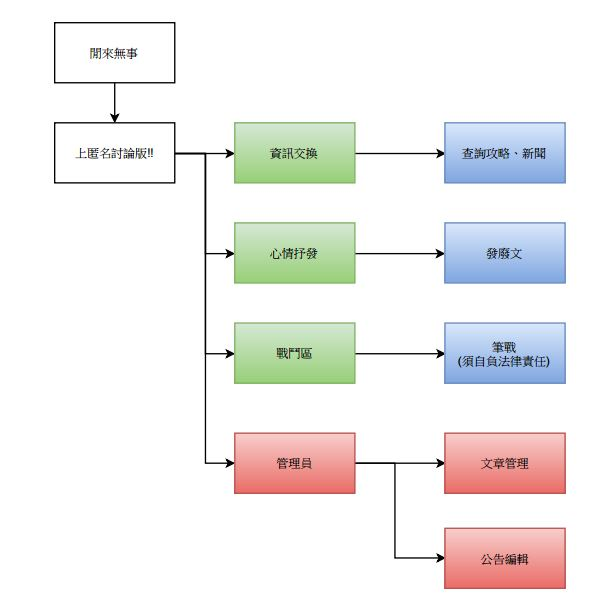 閒來無事
上匿名討論版!!
資訊交換
查詢攻略、新聞
心情抒發
發廢文
戰鬥區
筆戰
(須自負法律責任)
管理員
文章管理
公告編輯